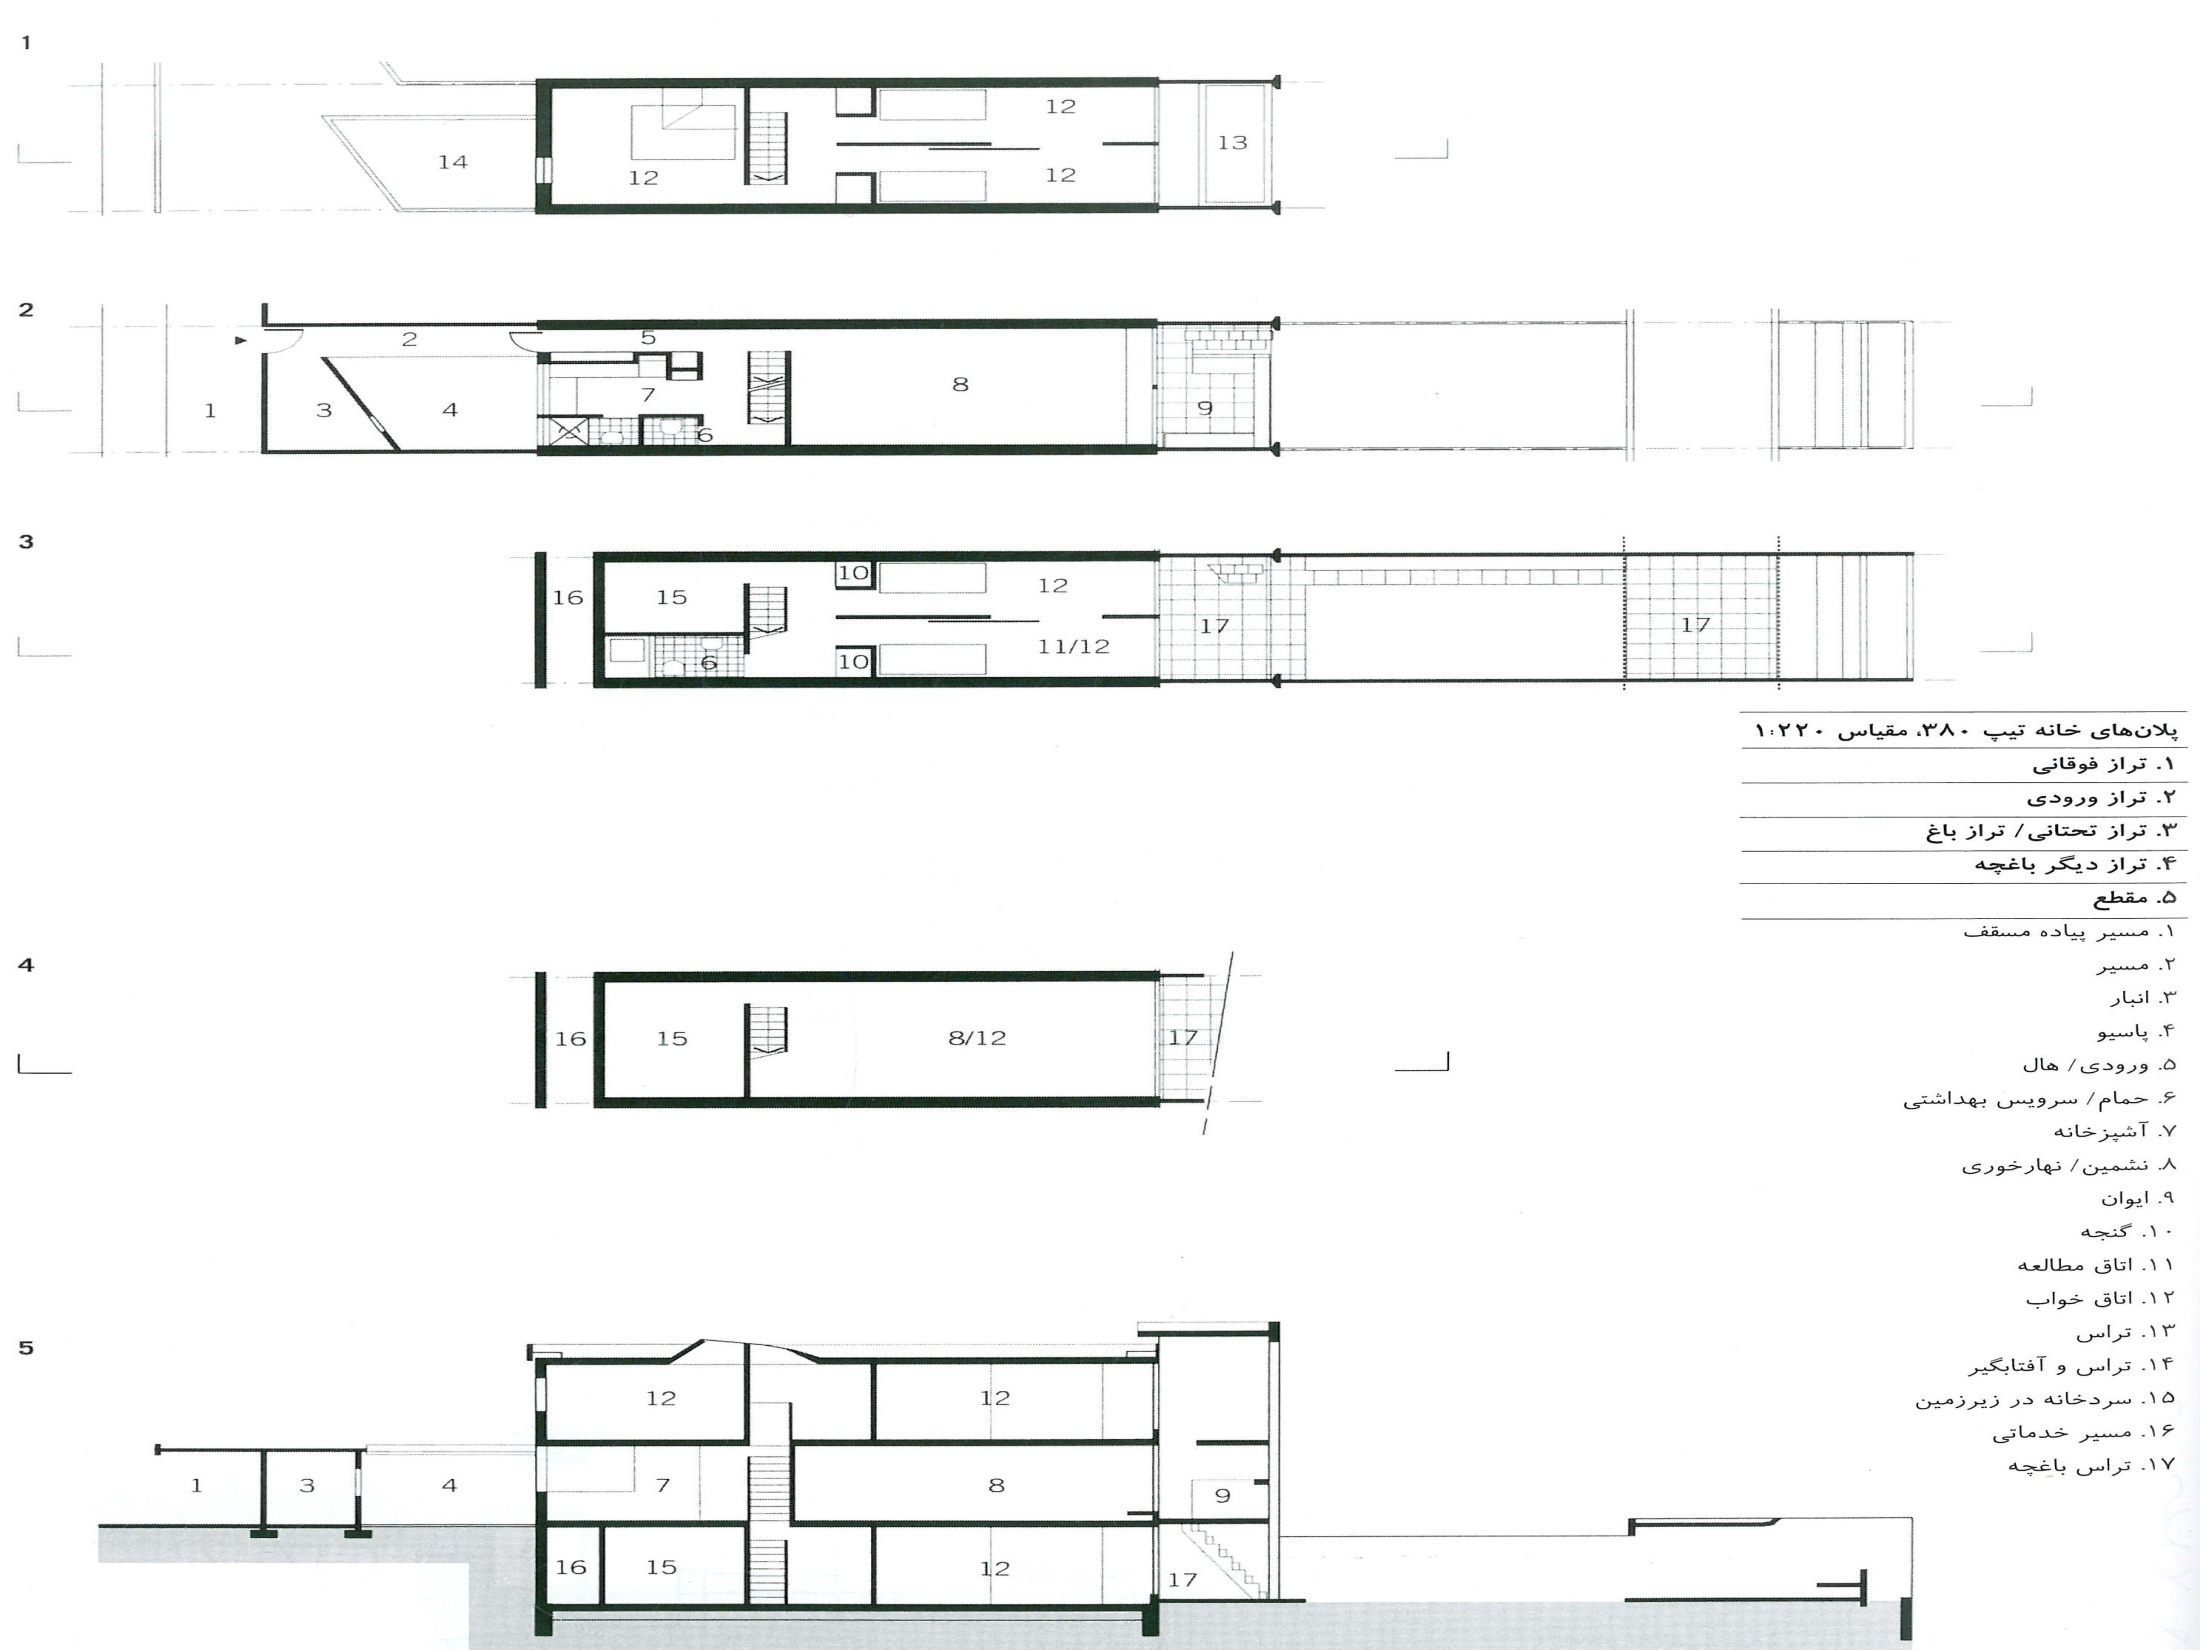 1
14
12
12
12
13
2
1
2
3
4
5
7
6
8
9
3
16
15
6
10
10
12
11/12
17
17
پلان‌های خانه تیپ ۳۸۰، مقیاس ۱:۲۲۰
۱. تراز فوقانی
۲. تراز ورودی
۳. تراز تحتانی/ تراز باغ
۴. تراز دیگر باغچه
۵. مقطع
۱. مسیر پیاده مسقف
۲. مسیر
۳. انبار
۴. پاسیو
۵. ورودی/ هال
۶. حمام/ سرویس بهداشتی
۷. آشپزخانه
۸. نشمین/ نهارخوری
۹. ایوان
۱۰. گنجه
۱۱. اتاق مطالعه
۱۲. اتاق خواب
۱۳. تراس
۱۴. تراس و آفتابگیر
۱۵. سردخانه در زیرزمین
۱۶. مسیر خدماتی
۱۷. تراس باغچه
4
16
15
8/12
17
5
12
12
1
3
4
7
8
9
16
15
12
17